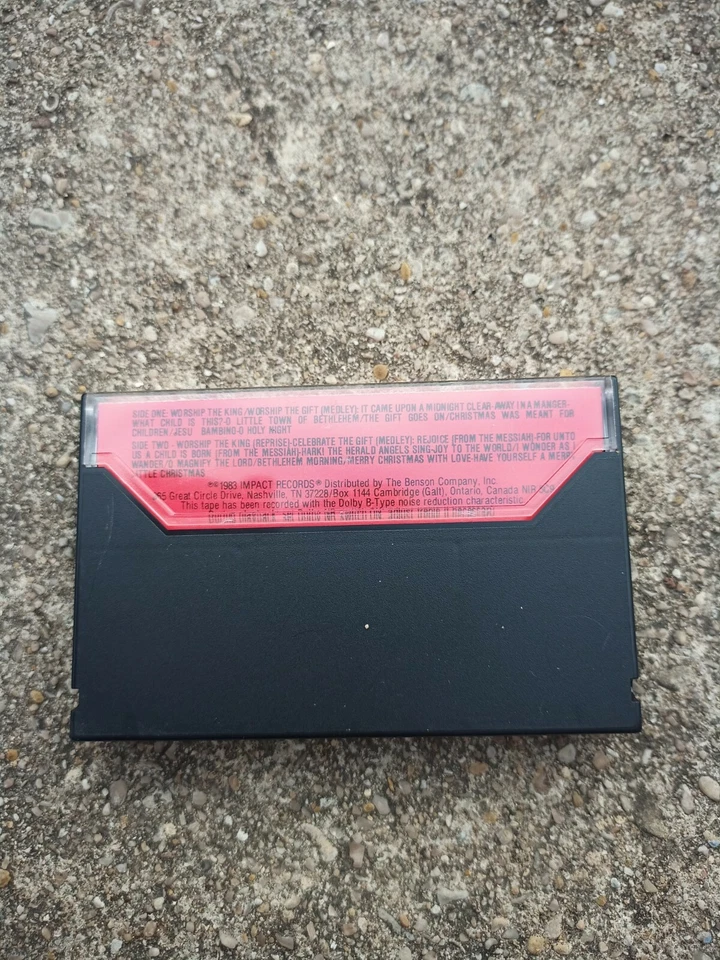 SIDE ONE: WORSHIP THE KING/WORSHIP THE GIFT (MEDLEY): IT CAME UPON A MIDNIGHT CLEAR-AWAY IN A MANGER-
WHAT CHILD IS THIS?-O LITTLE TOWN OF BETHLEHEM/THE GIFT GOES ON/CHRISTMAS WAS MEANT FOR
CHILDREN/JESU BAMBINO-O HOLY NIGHT
SIDE TWO - WORSHIP THE KING (REPRISE)-CELEBRATE THE GIFT (MEDLEY): REJOICE (FROM THE MESSIAH)-FOR UNTO
US A CHILD IS BORN (FROM THE MESSIAH)-HARK! THE HERALD ANGELS SING-JOY TO THE WORLD/I WONDER AS I
WANDER/O MAGNIFY THE LORD/BETHLEHEM MORNING/MERRY CHRISTMAS WITH LOVE-HAVE YOURSELF A MERRY
LITTLE CHRISTMAS
℗©1983 IMPACT RECORDS® Distributed by The Benson Company, Inc.
65 Great Circle Drive, Nashville, TN 37228/Box 1144 Cambridge (Galt), Ontario, Canada
This tape has been recorded with the Dolby B-Type noise reduction characteristic.